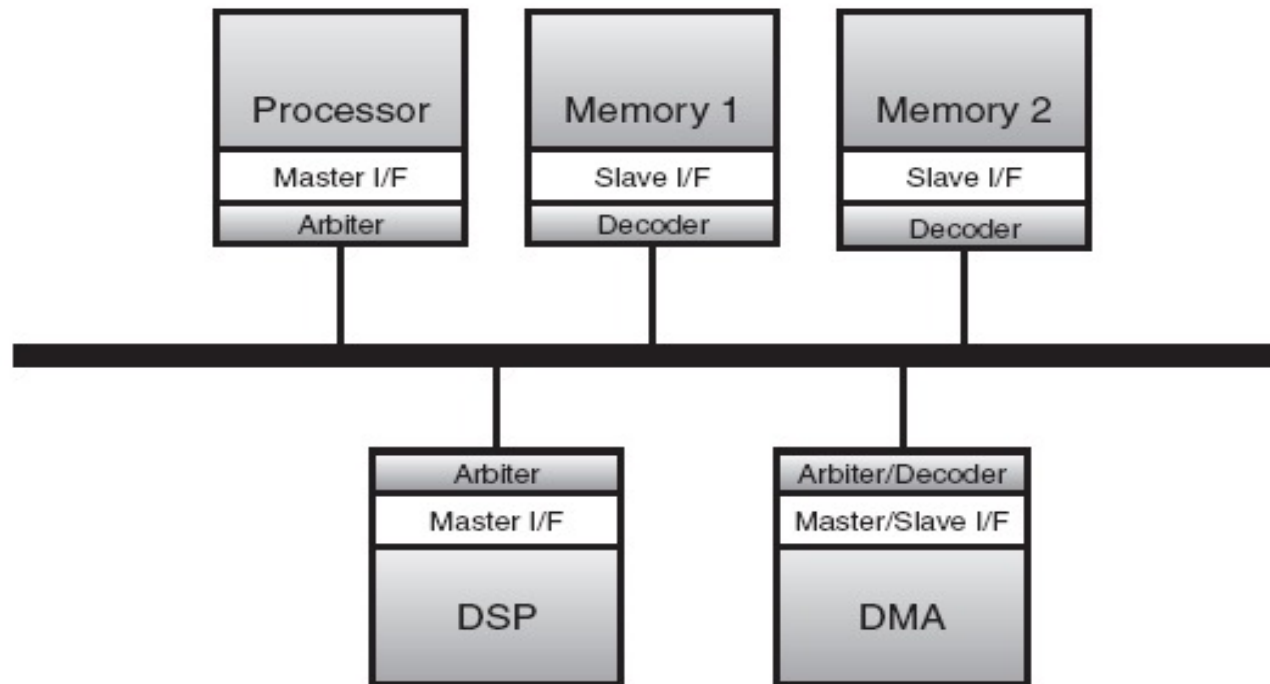 Processor
Master I/F
Arbiter
Memory 1
Slave I/F
Decoder
Memory 2
Slave I/F
Decoder
Arbiter
Master I/F
DSP
Arbiter/Decoder
Master/Slave I/F
DMA